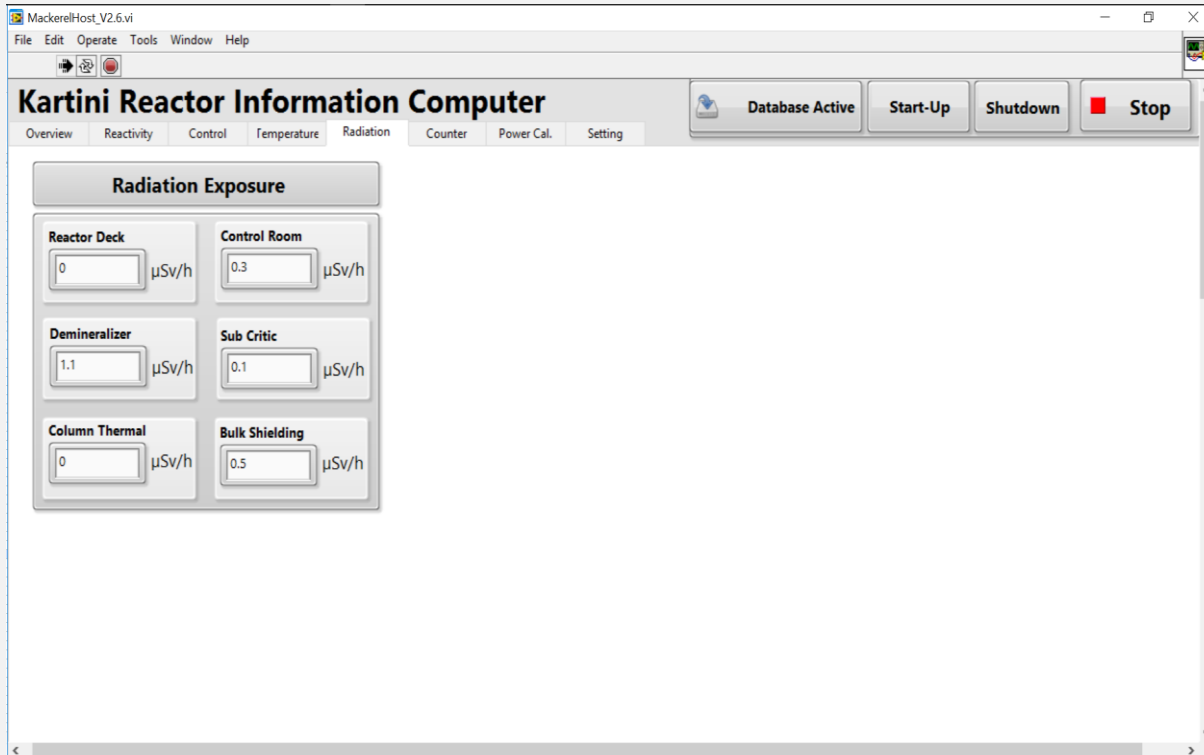 MackerelHost_V2.6.vi
File Edit Operate Tools Window Help
Kartini Reactor Information Computer
Database Active
Start-Up
Shutdown
Stop
Overview Reactivity Control Temperature Radiation Counter Power Cal. Setting
Radiation Exposure
Reactor Deck
0 µSv/h
Control Room
0.3 µSv/h
Demineralizer
1.1 µSv/h
Sub Critic
0.1 µSv/h
Column Thermal
0 µSv/h
Bulk Shielding
0.5 µSv/h